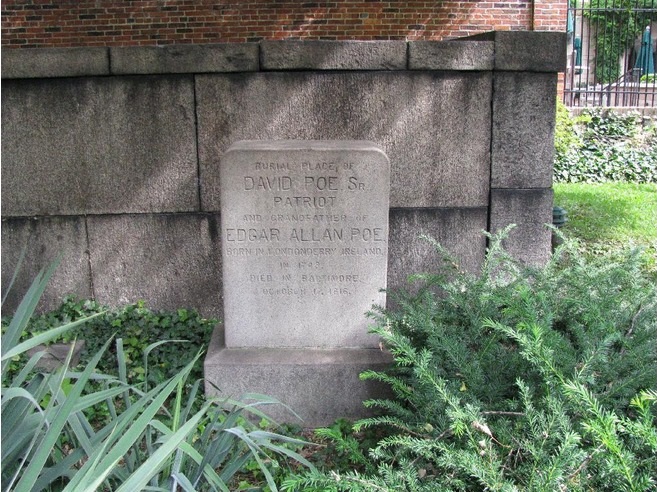 BURIAL PLACE OF
DAVID POE SR.
PATRIOT
AND GRANDFATHER OF
EDGAR ALLAN POE.
BORN IN LONDONDERRY IRELAND,
IN
DIED IN BALTIMORE,
OCTOBER 17, 1816.